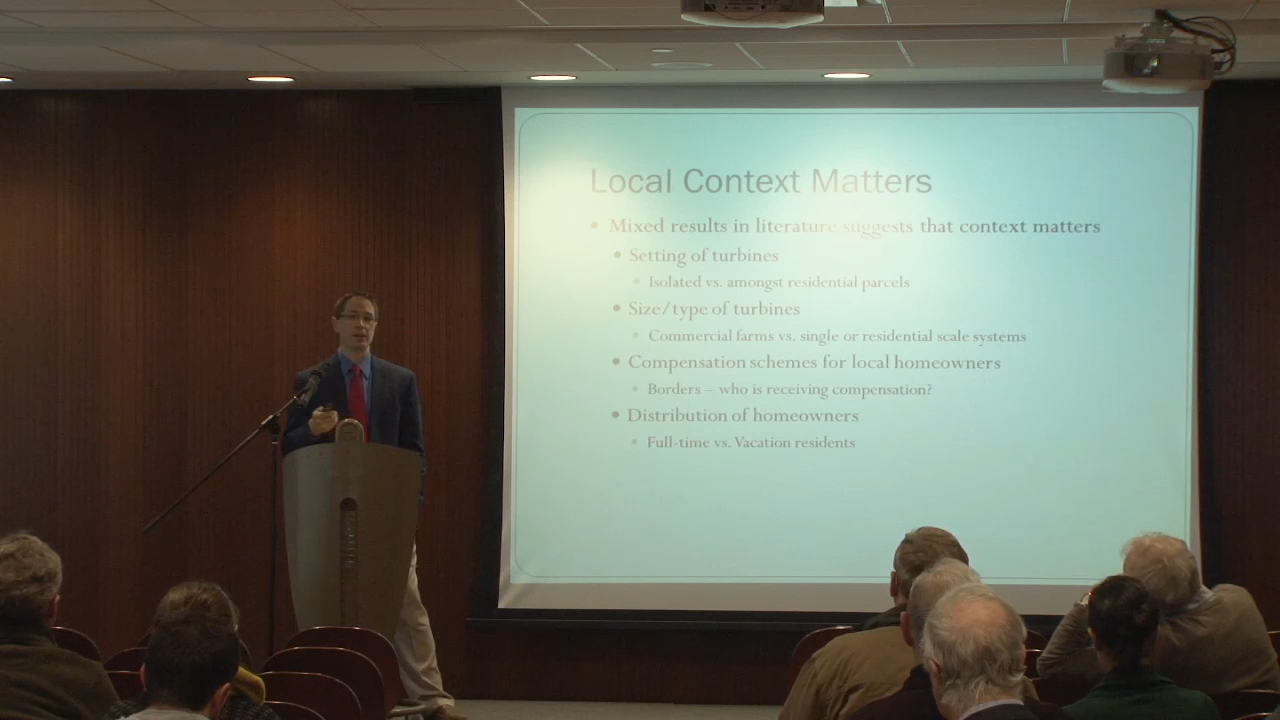 Local Context Matters
• Mixed results in literature suggests that context matters
• Setting of turbines
• Isolated vs. amongst residential parcels
• Size/type of turbines
• Commercial farms vs. single or residential scale systems
• Compensation schemes for local homeowners
• Borders – who is receiving compensation?
• Distribution of homeowners
• Full-time vs. Vacation residents